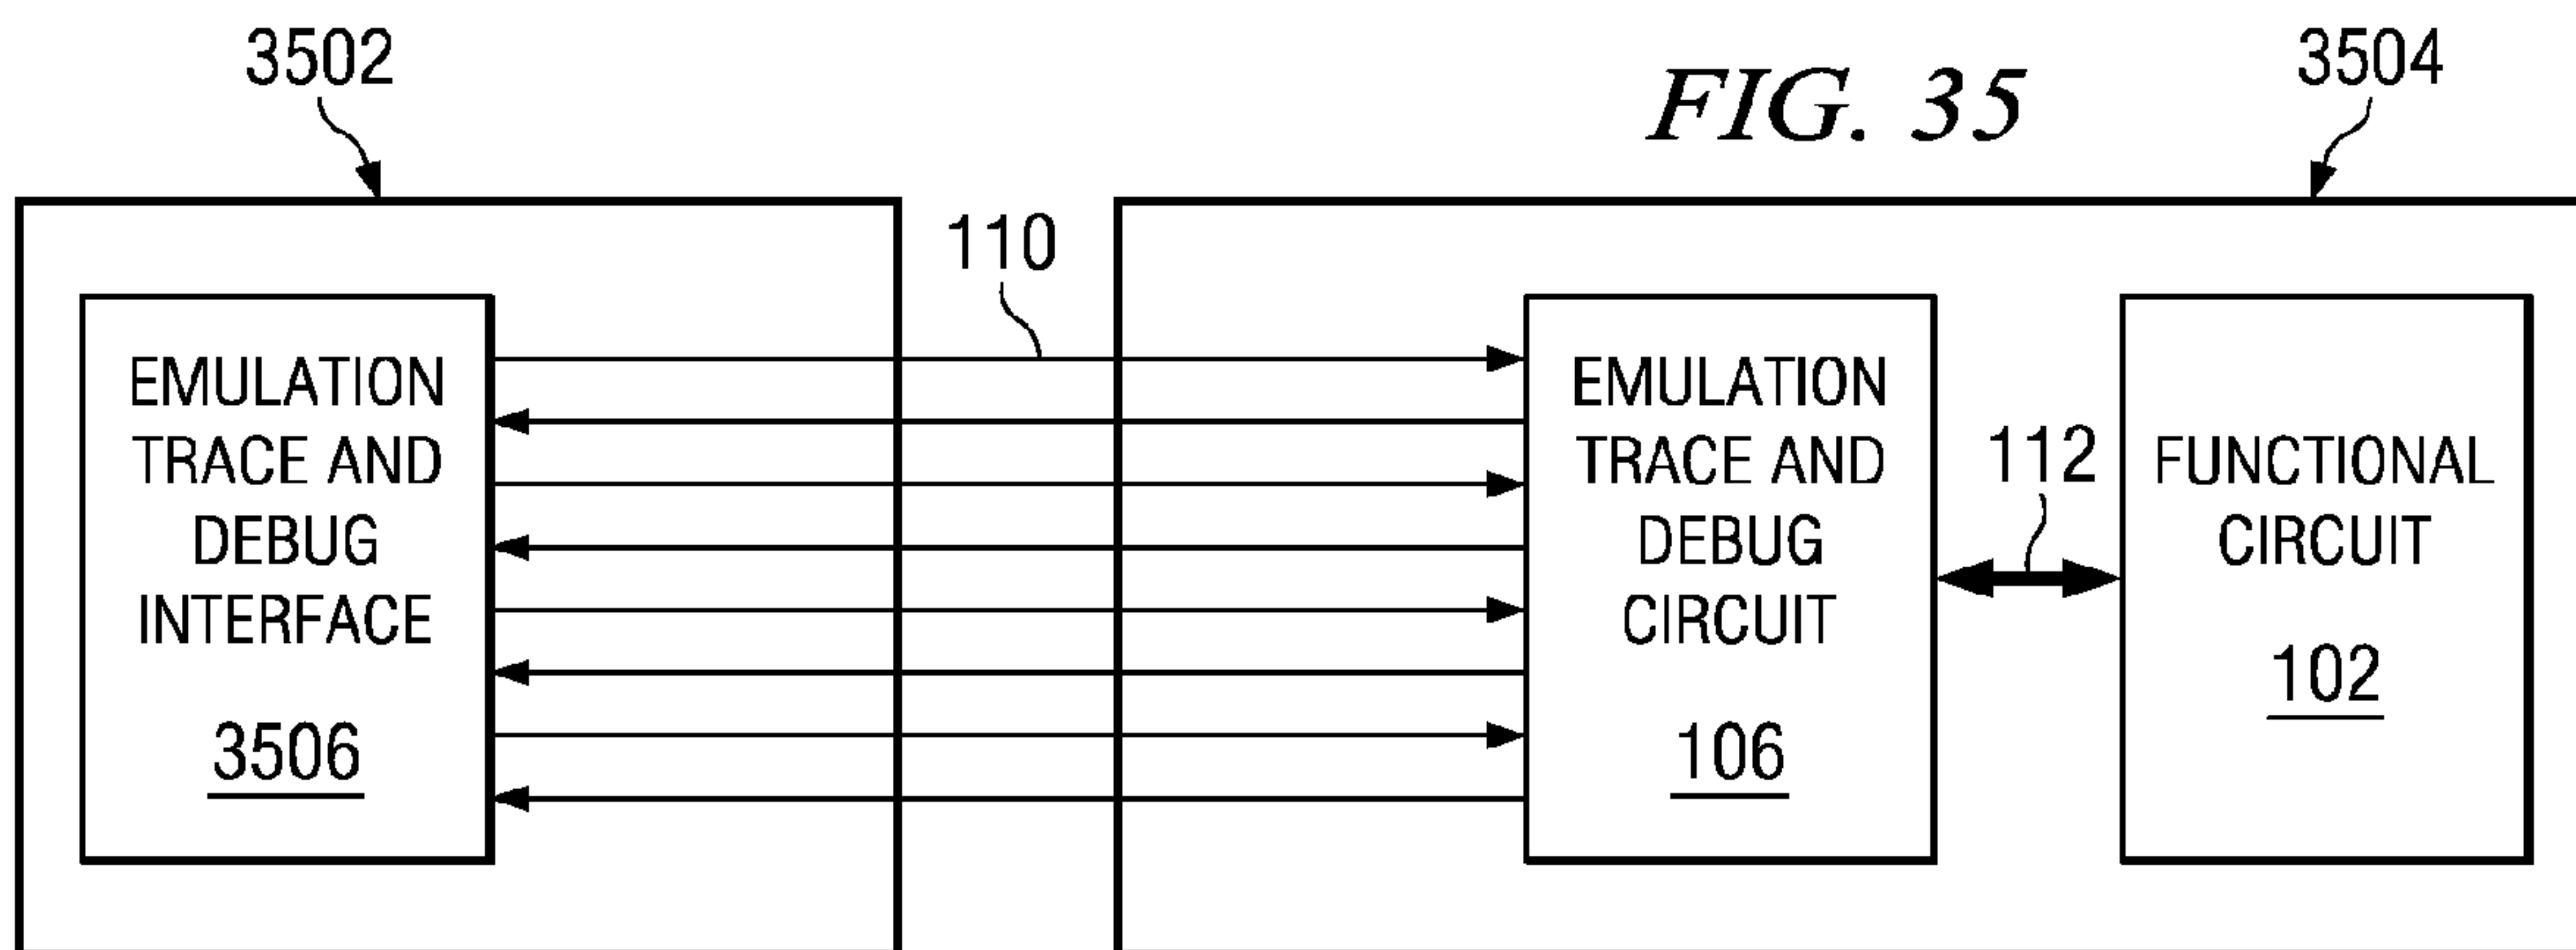 3502
FIG. 35
3504
110
EMULATION
TRACE AND
DEBUG
INTERFACE
3506
EMULATION
TRACE AND
DEBUG
CIRCUIT
106
112
FUNCTIONAL
CIRCUIT
102